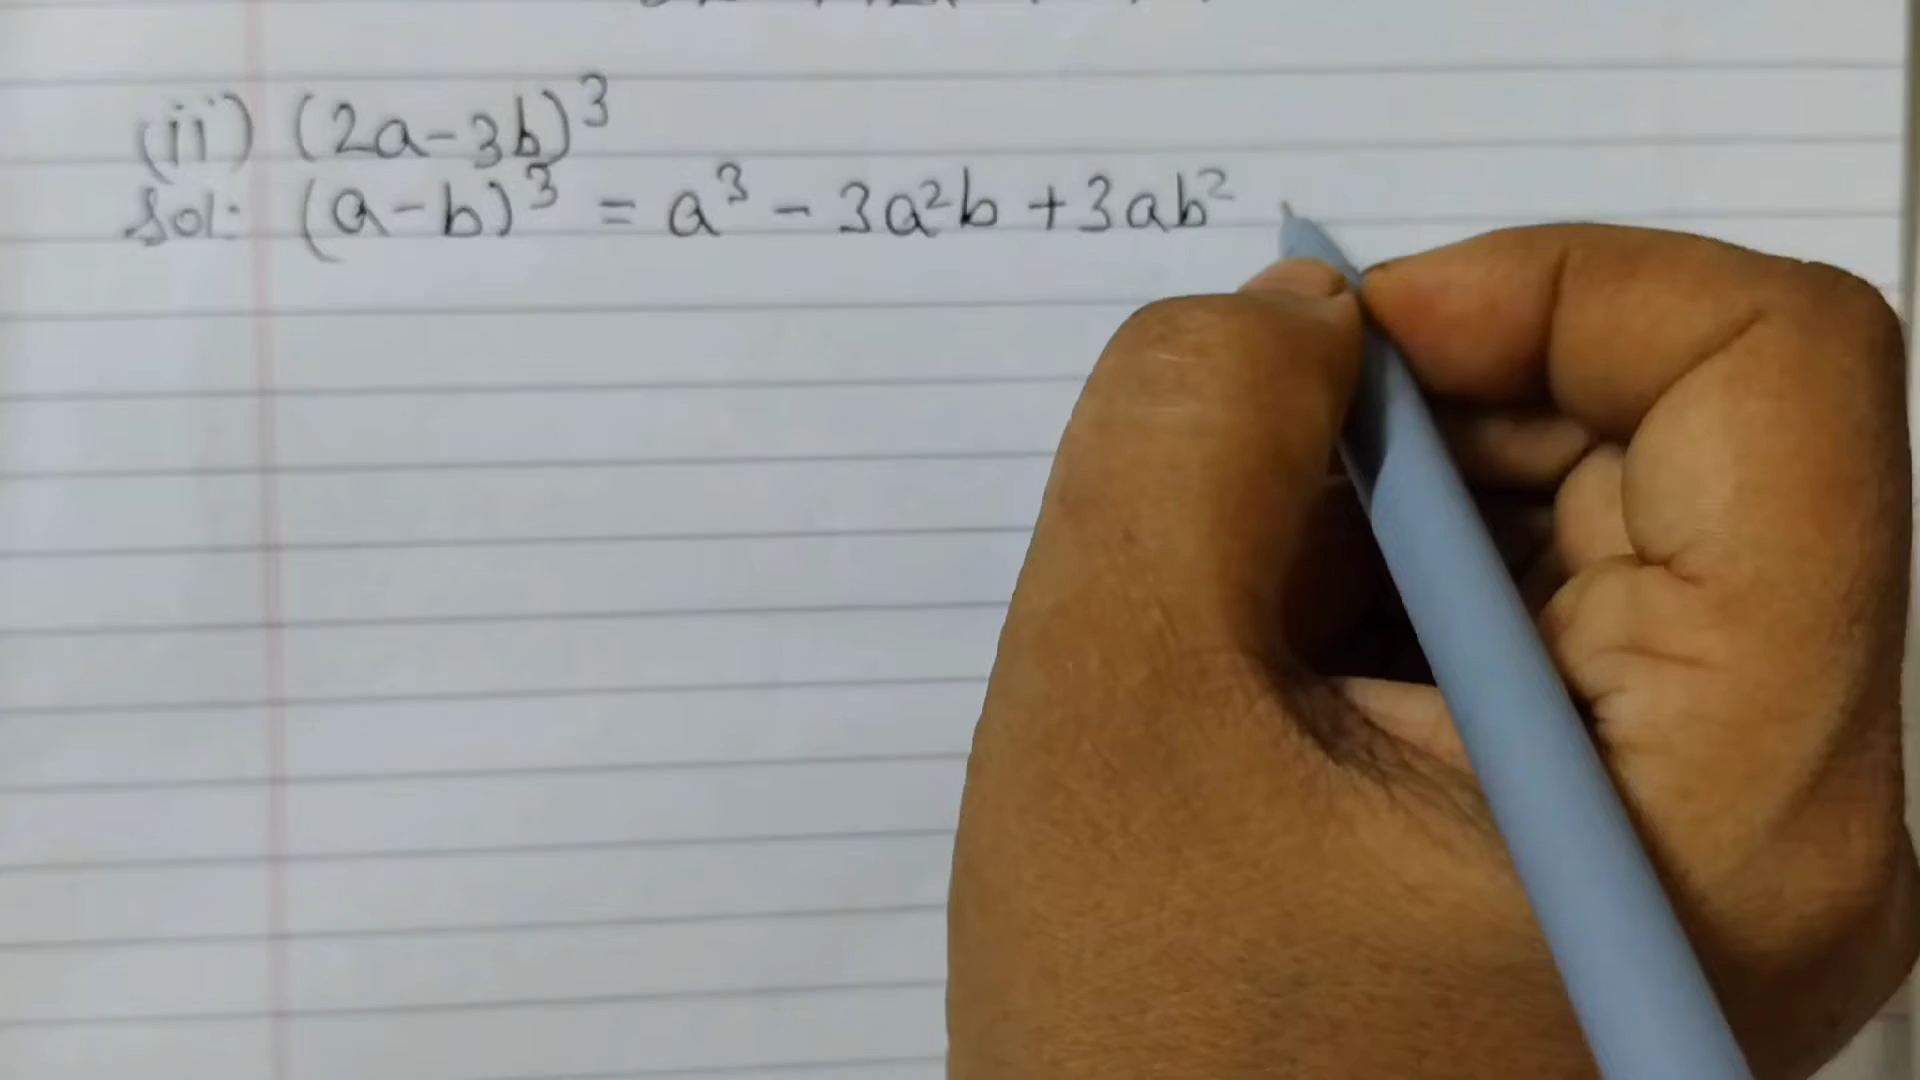 (ii) (2a-3b)³
Sol: (a-b)³ = a³ - 3a²b + 3ab²